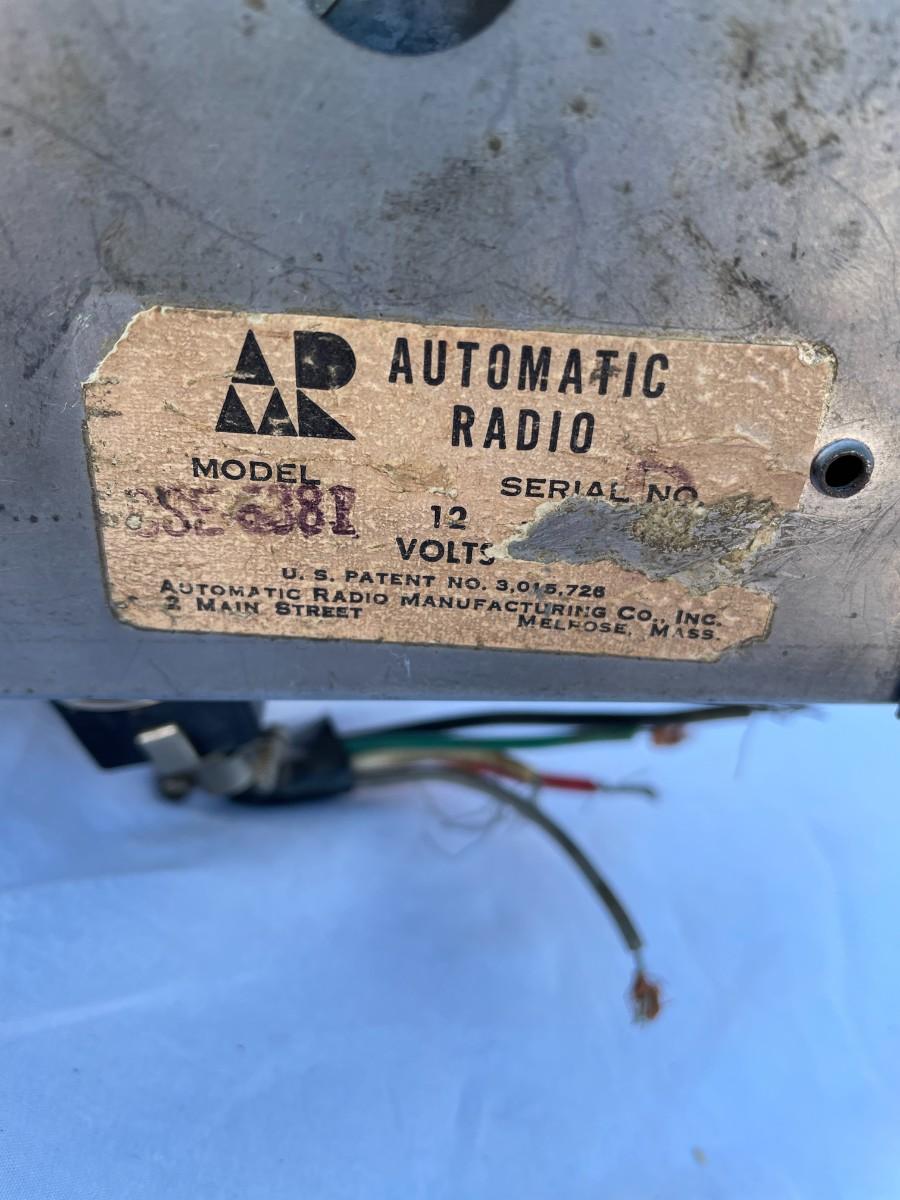 AUTOMATIC
RADIO
MODEL
SERIAL NO.
12
VOLTS
U. S. PATENT NO. 3,015,726
AUTOMATIC RADIO MANUFACTURING CO., INC.
2 MAIN STREET
MELROSE, MASS.